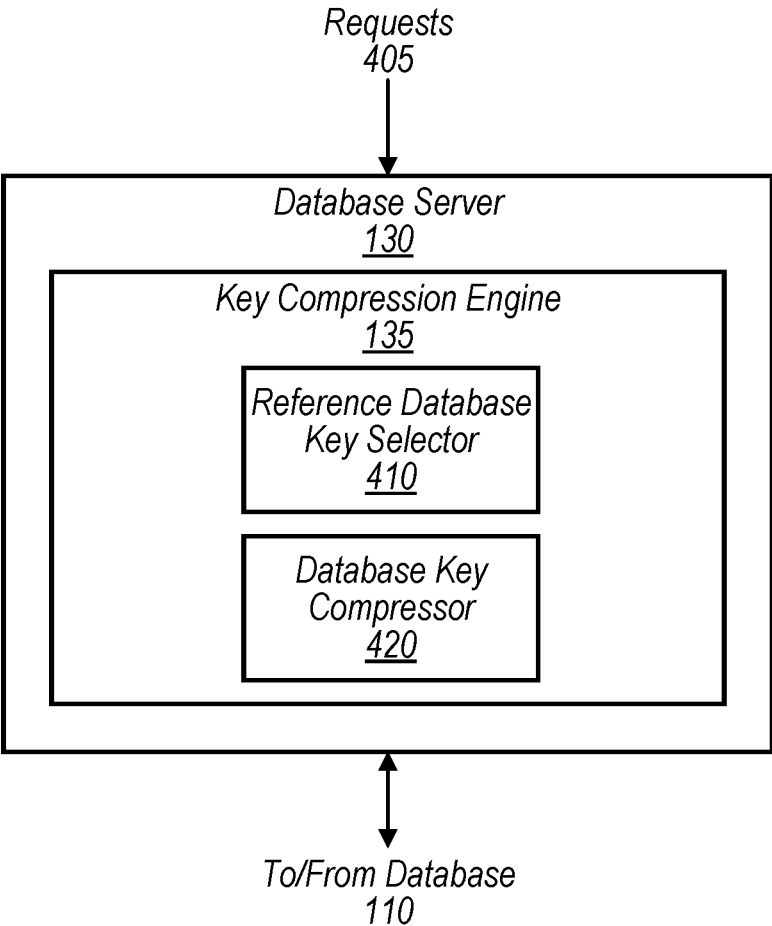 Requests
405
Database Server
130
Key Compression Engine
135
Reference Database
Key Selector
410
Database Key
Compressor
420
To/From Database
110